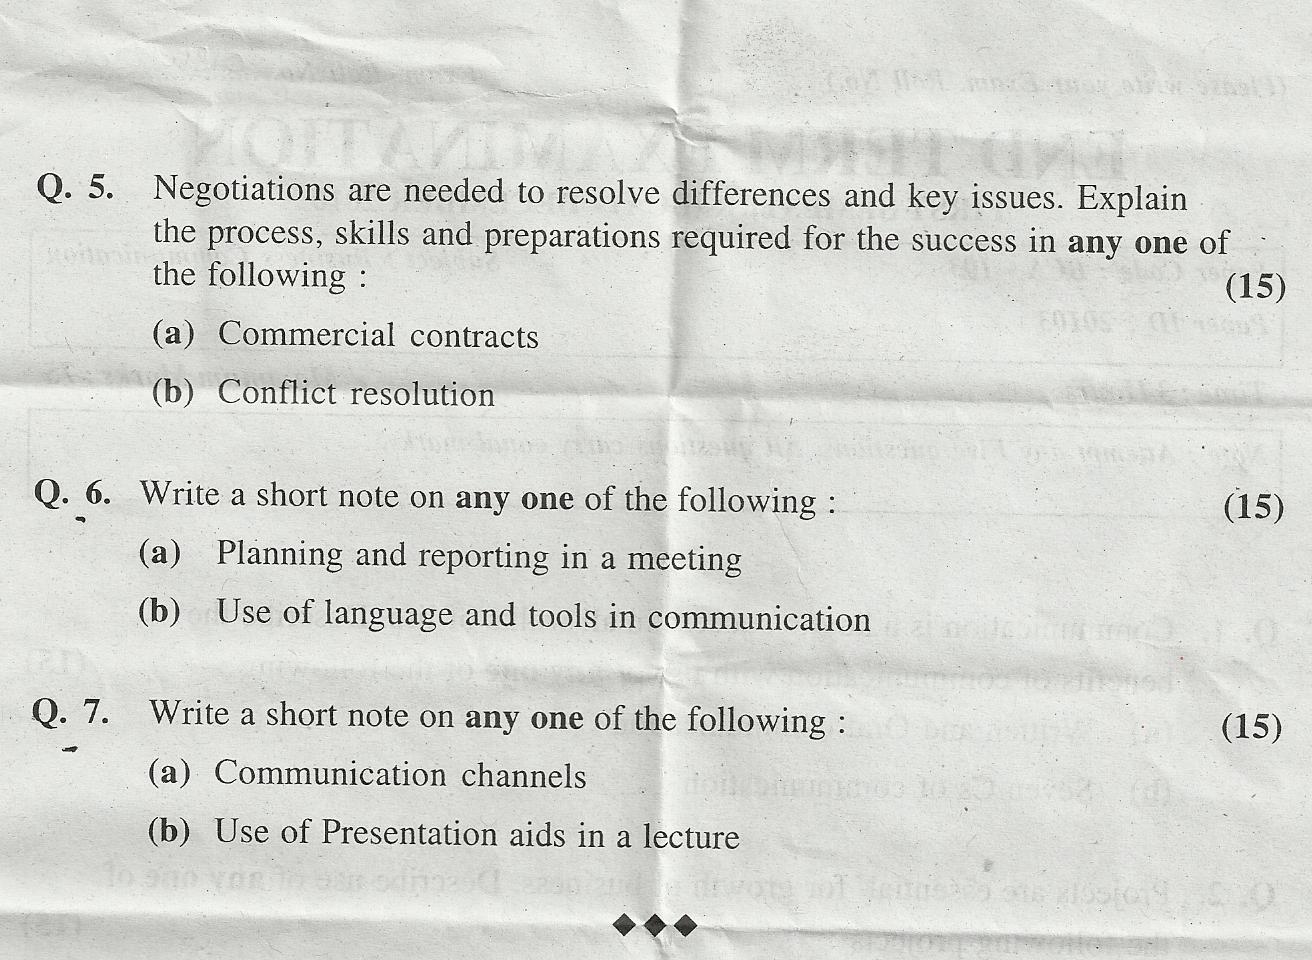 Q. 5. Negotiations are needed to resolve differences and key issues. Explain
the process, skills and preparations required for the success in any one of
the following : (15)
(a) Commercial contracts
(b) Conflict resolution
Q. 6. Write a short note on any one of the following : (15)
(a) Planning and reporting in a meeting
(b) Use of language and tools in communication
Q. 7. Write a short note on any one of the following : (15)
(a) Communication channels
(b) Use of Presentation aids in a lecture